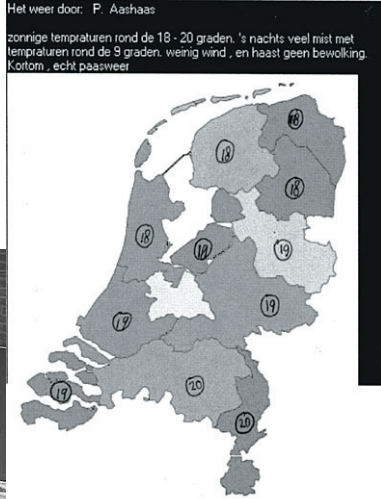 Het weer door: P. Aashaas
zonnige tempraturen rond de 18 - 20 graden. 's nachts veel mist met
tempraturen rond de 9 graden. weinig wind , en haast geen bewolking.
Kortom , echt paasweer
18
18
18
18
18
19
19
19
19
20
20